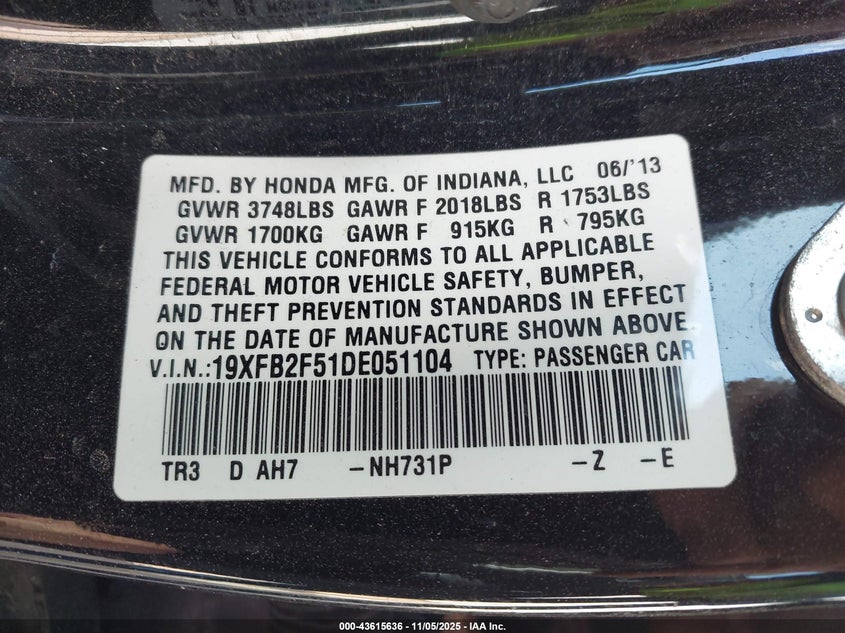 MFD. BY HONDA MFG. OF INDIANA, LLC 06/'13
GVWR 3748LBS GAWR F 2018LBS R 1753LBS
GVWR 1700KG GAWR F 915KG R 795KG
THIS VEHICLE CONFORMS TO ALL APPLICABLE
FEDERAL MOTOR VEHICLE SAFETY, BUMPER,
AND THEFT PREVENTION STANDARDS IN EFFECT
ON THE DATE OF MANUFACTURE SHOWN ABOVE.
V.I.N.:19XFB2F51DE051104 TYPE: PASSENGER CAR
TR3 D AH7 –NH731P –Z –E
000-43615636 - 11/05/2025 - IAA Inc.